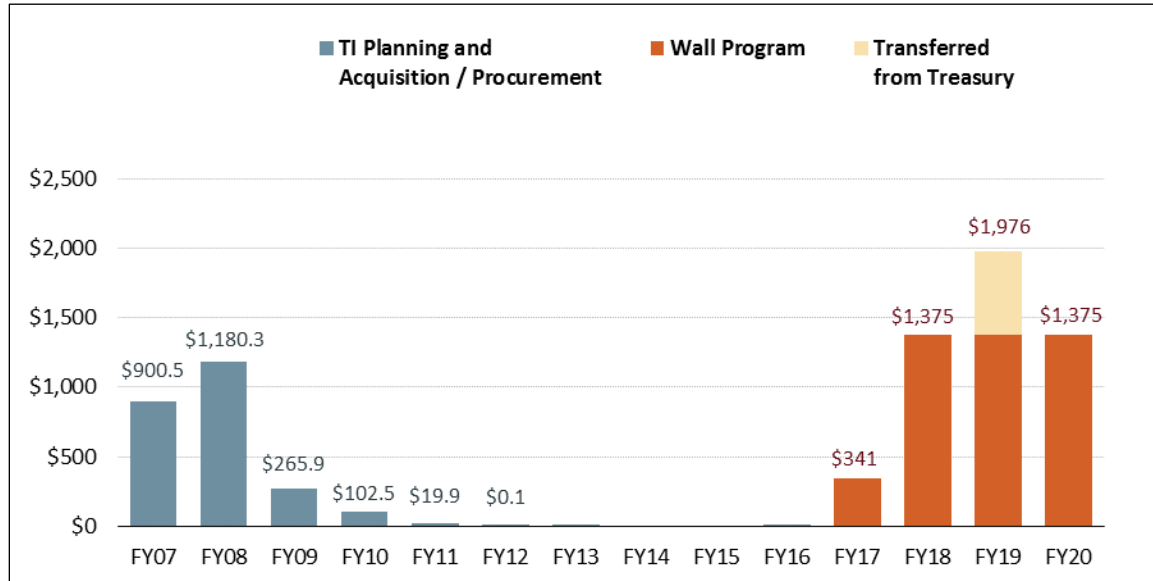 TI Planning and
Acquisition / Procurement
Wall Program
Transferred
from Treasury
$2,500
$2,000
$1,500
$1,000
$500
$0
$900.5
$1,180.3
$265.9
$102.5
$19.9
$0.1
$341
$1,375
$1,976
$1,375
FY07 FY08 FY09 FY10 FY11 FY12 FY13 FY14 FY15 FY16 FY17 FY18 FY19 FY20